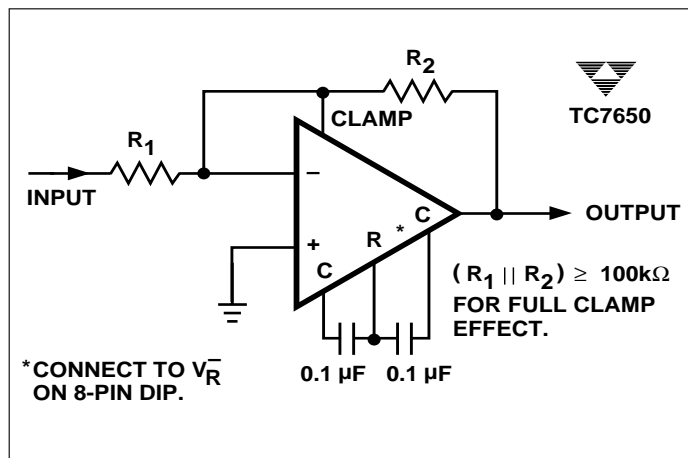 R2
TC7650
CLAMP
R1
INPUT
−
+
C
R
*
C
OUTPUT
( R1 || R2 ) ≥ 100kΩ
FOR FULL CLAMP
EFFECT.
0.1 µF
0.1 µF
*CONNECT TO VR−
ON 8-PIN DIP.